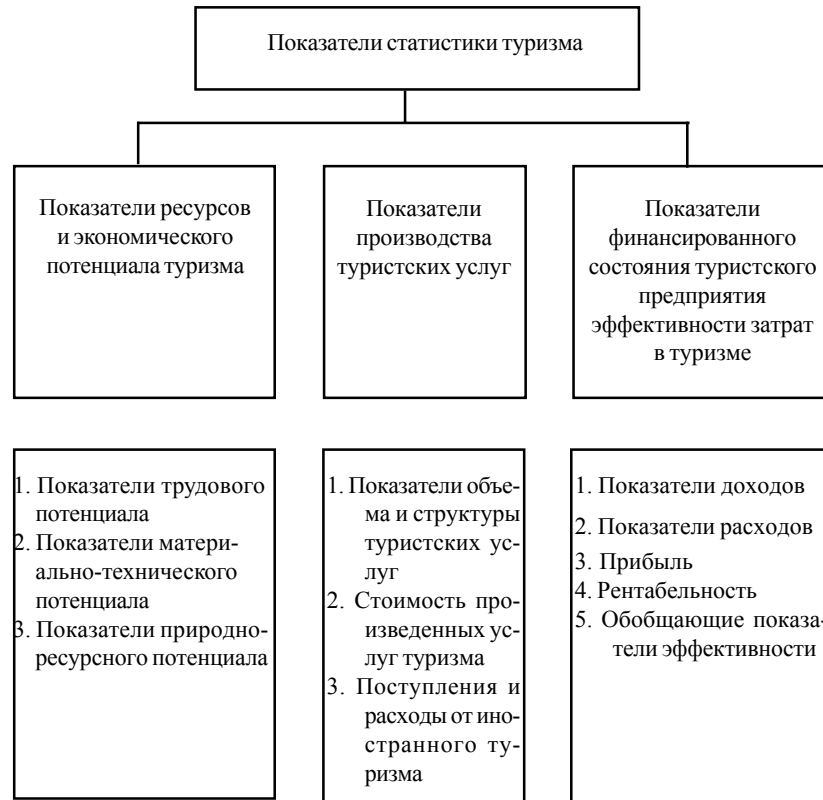 Показатели статистики туризма
Показатели ресурсов
и экономического
потенциала туризма
Показатели
производства
туристских услуг
Показатели
финансированного
состояния туристского
предприятия
эффективности затрат
в туризме
1. Показатели трудового
потенциала
2. Показатели матери-
ально-технического
потенциала
3. Показатели природно-
ресурсного потенциала
1. Показатели объе-
ма и структуры
туристских ус-
луг
2. Стоимость про-
изведенных ус-
луг туризма
3. Поступления и
расходы от ино-
странного ту-
ризма
1. Показатели доходов
2. Показатели расходов
3. Прибыль
4. Рентабельность
5. Обобщающие показа-
тели эффективности